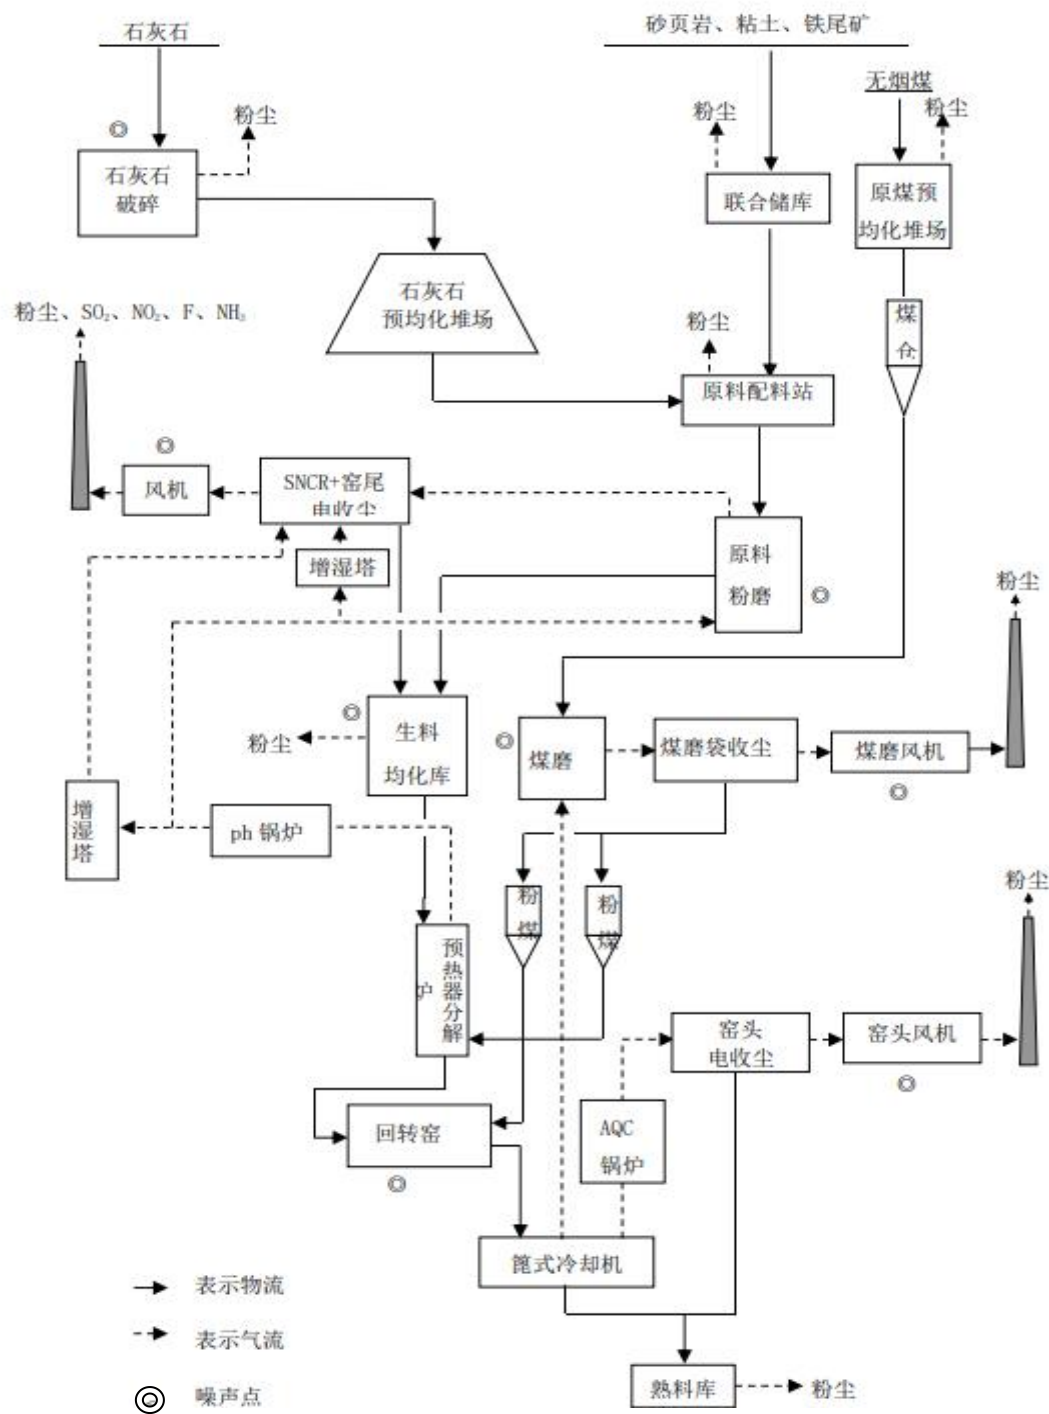 石灰石
砂页岩、粘土、铁尾矿
无烟煤
粉尘
粉尘
粉尘
石灰石
破碎
联合储库
原煤预
均化堆场
石灰石
预均化堆场
粉尘、SO₂、NO₂、F、NH₃
粉尘
煤
仓
原料配料站
SNCR+窑尾
电收尘
风机
增湿塔
原料
粉磨
粉尘
生料
均化库
粉尘
煤磨
煤磨袋收尘
煤磨风机
增
湿
塔
ph 锅炉
粉
煤
粉
煤
粉尘
预
热
器
分
解
炉
窑头
电收尘
窑头风机
回转窑
AQC
锅炉
篦式冷却机
表示物流
表示气流
噪声点
熟料库
粉尘